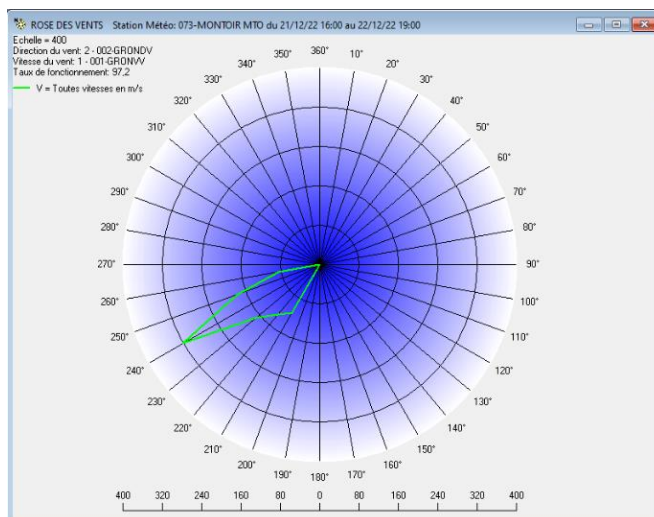 ROSE DES VENTS Station Météo: 073-MONTOIR MTO du 21/12/22 16:00 au 22/12/22 19:00
Echelle = 400
Direction du vent: 2 - 002-GRONDV
Vitesse du vent: 1 - 001-GRONVV
Taux de fonctionnement: 97,2
V = Toutes vitesses en m/s
360°
350° 10°
340° 20°
330° 30°
320° 40°
310° 50°
300° 60°
290° 70°
280° 80°
270° 90°
260° 100°
250° 110°
240° 120°
230° 130°
220° 140°
210° 150°
200° 160°
190° 170°
180°
400 320 240 160 80 0 80 160 240 320 400